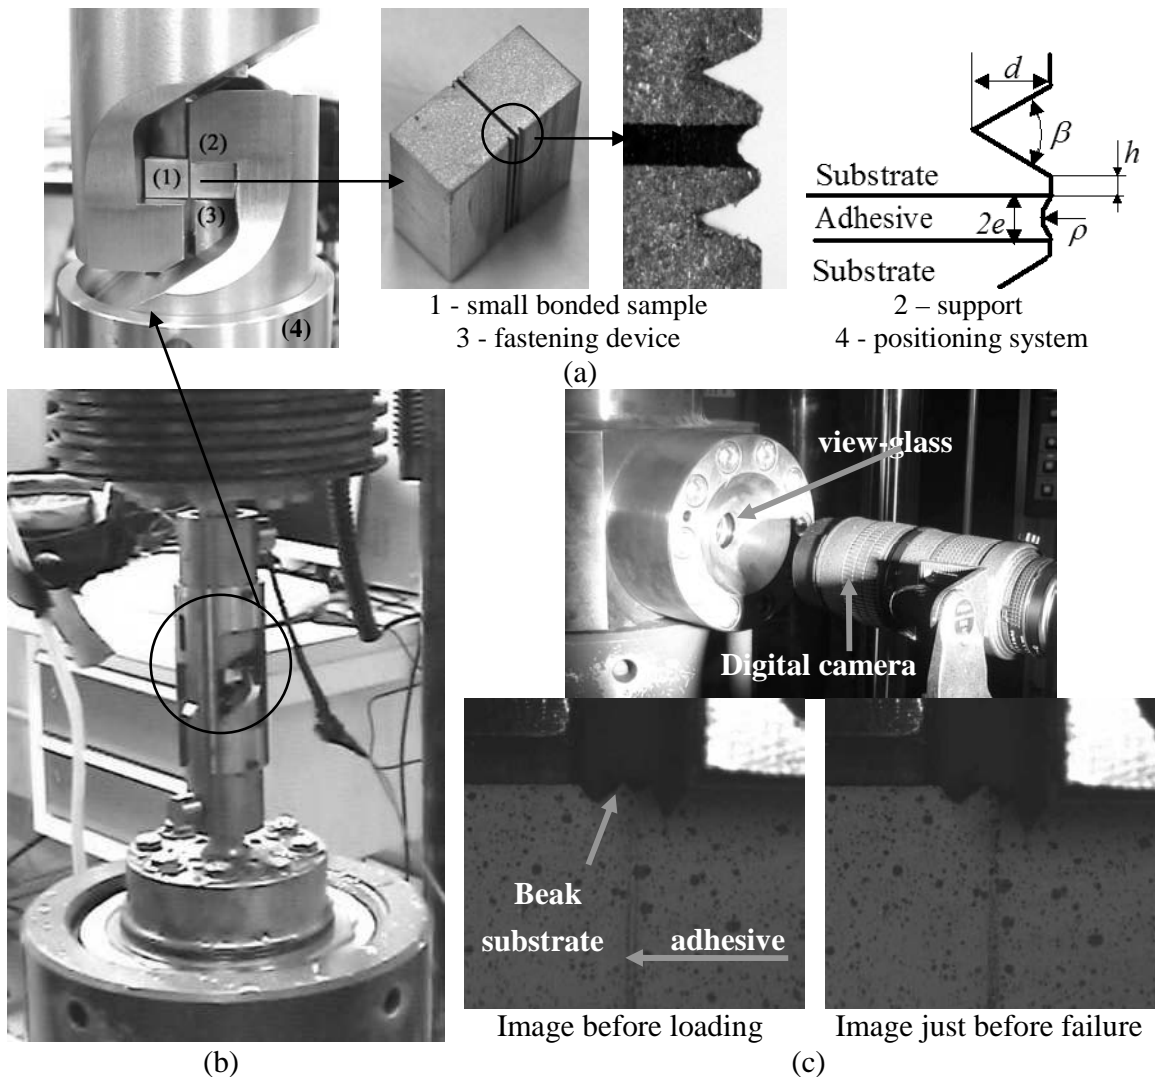 (2)
(1)
(3)
(4)
d
β
h
Substrate
Adhesive
2e
ρ
Substrate
1 - small bonded sample
2 – support
3 - fastening device
4 - positioning system
(a)
view-glass
Digital camera
Beak
substrate
adhesive
Image before loading
Image just before failure
(b)
(c)